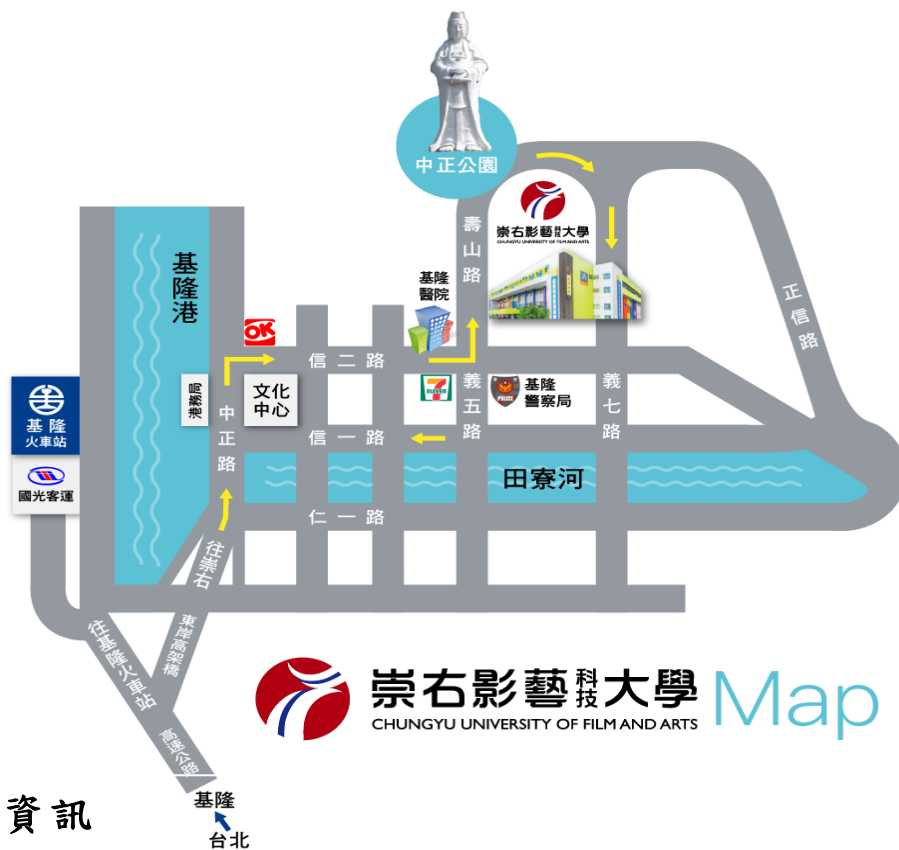 中正公園
崇右影藝科技大學
CHUNGYU UNIVERSITY OF FILM AND ARTS
壽山路
基隆港
基隆
醫院
正信路
OK
信二路
7
ELEVEN
義五路
POLICE
基隆
警察局
義七路
港務局
中正路
文化
中心
基隆
火車站
國光客運
信一路
田寮河
仁一路
往崇右
東岸高架橋
往基隆火車站
高速公路
崇右影藝科技大學 Map
CHUNGYU UNIVERSITY OF FILM AND ARTS
基隆
台北
資訊